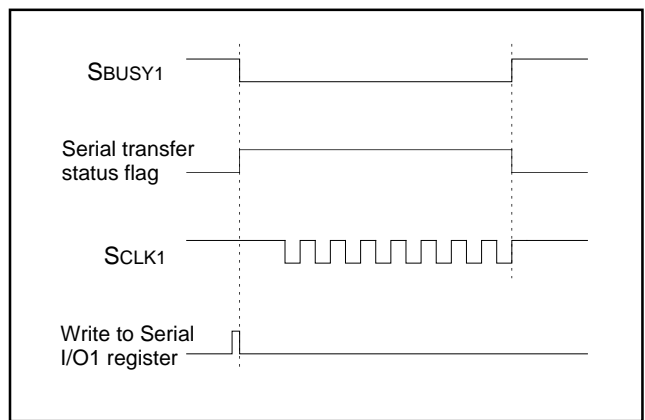 SBUSY1
Serial transfer
status flag
SCLK1
Write to Serial
I/O1 register